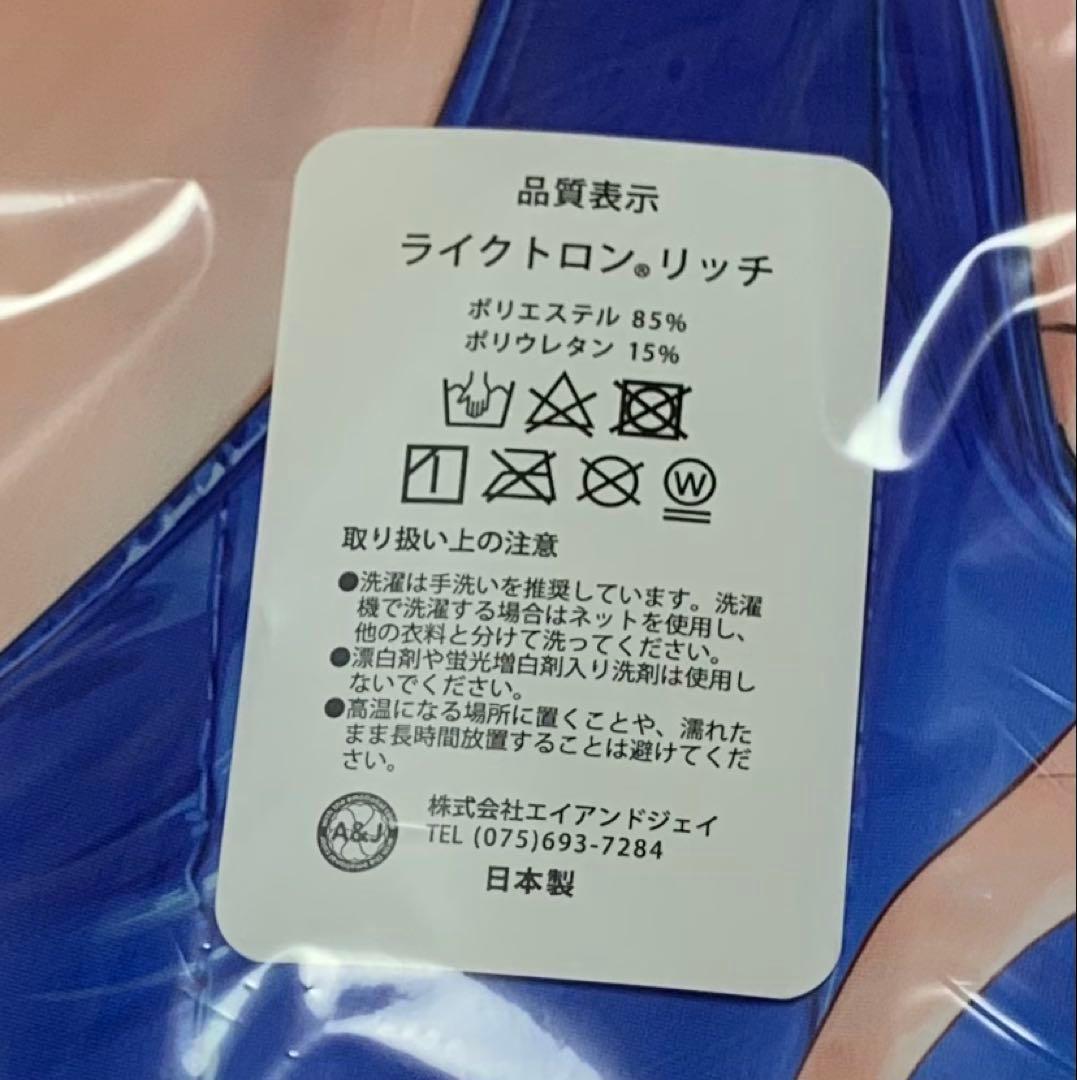 品質表示
ライクトロン®リッチ
ポリエステル 85%
ポリウレタン 15%
W
取り扱い上の注意
●洗濯は手洗いを推奨しています。洗濯
機で洗濯する場合はネットを使用し、
他の衣料と分けて洗ってください。
●漂白剤や蛍光増白剤入り洗剤は使用し
ないでください。
●高温になる場所に置くことや、濡れた
まま長時間放置することは避けてくだ
さい。
A&J
株式会社エイアンドジェイ
TEL (075)693-7284
日本製